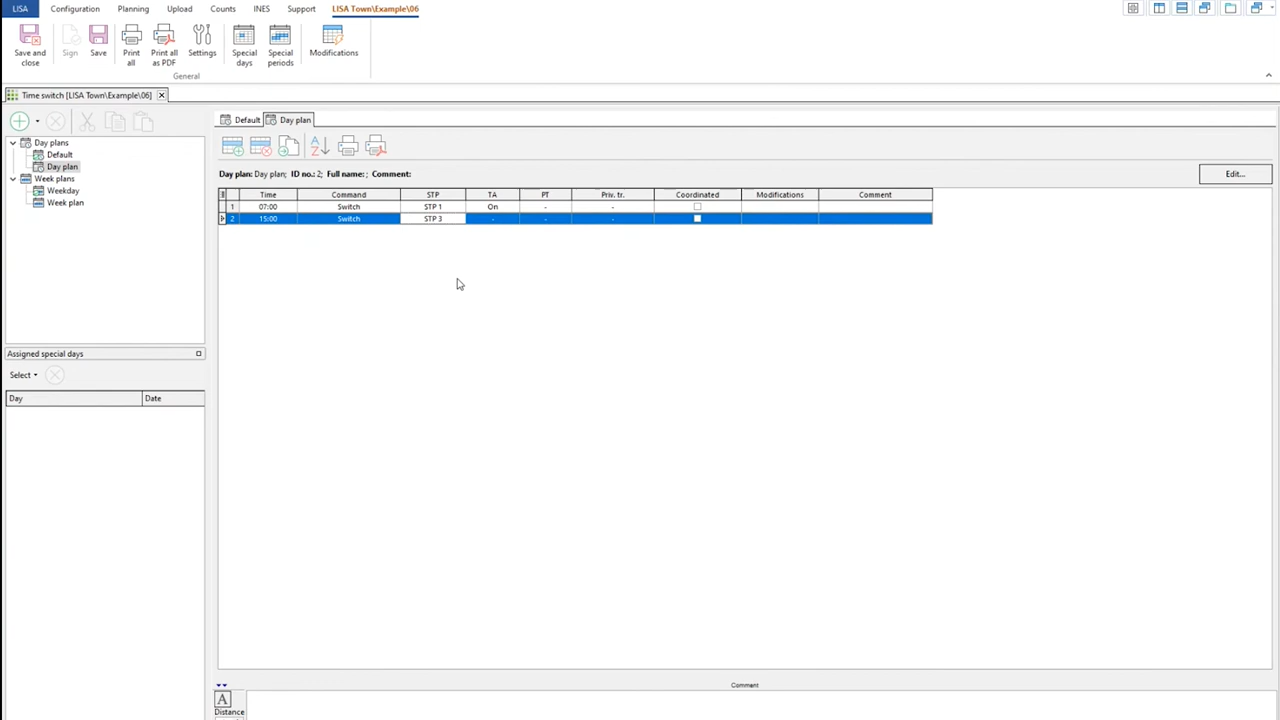 LISA Configuration Planning Upload Counts INES Support LISA Town\Example\06
Save and close Sign Save Print all Print all as PDF Settings Special days Special periods Modifications
General
Time switch [LISA Town\Example\06]
Default Day plan
Day plans
Default
Day plan
Week plans
Weekday
Week plan
Day plan: Day plan; ID no.: 2; Full name: ; Comment:
Edit...
Time Command STP TA PT Priv. tr. Coordinated Modifications Comment
1 07:00 Switch STP 1 On - -
2 15:00 Switch STP 3 - - -
Assigned special days
Select
Day Date
Comment
A
Distance